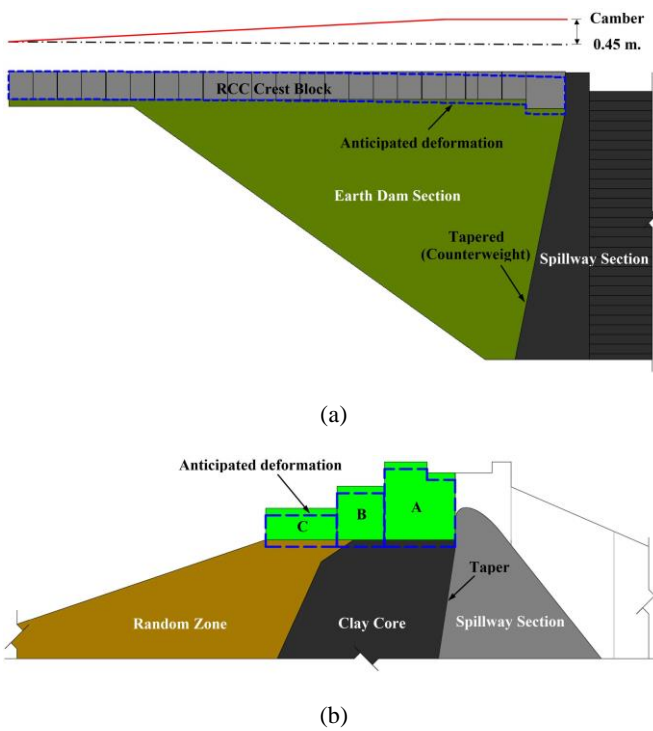 Camber
0.45 m.
RCC Crest Block
Anticipated deformation
Earth Dam Section
Tapered
(Counterweight)
Spillway Section
(a)
Anticipated deformation
A
B
C
Taper
Random Zone
Clay Core
Spillway Section
(b)